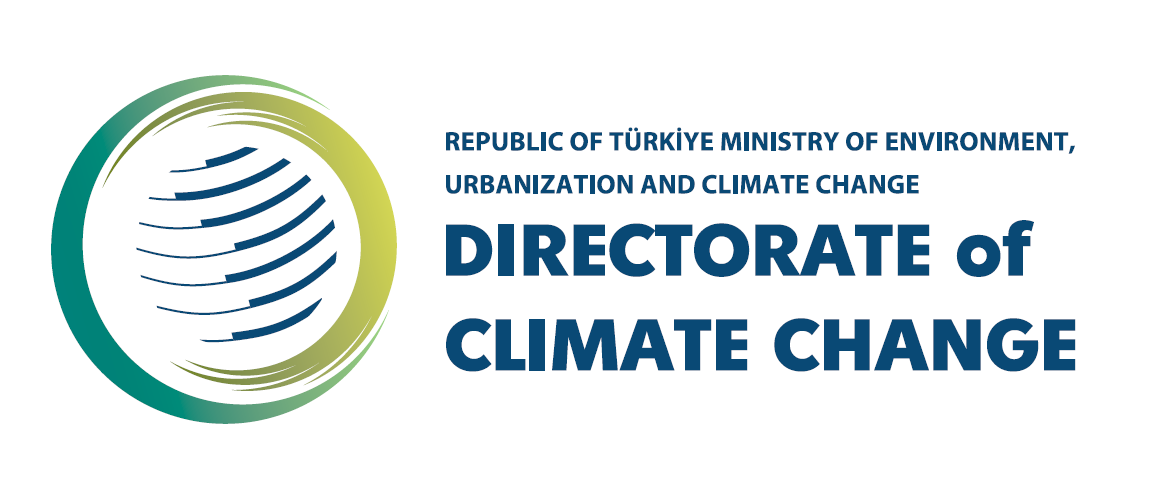 REPUBLIC OF TÜRKİYE MINISTRY OF ENVIRONMENT,
URBANIZATION AND CLIMATE CHANGE
DIRECTORATE of
CLIMATE CHANGE